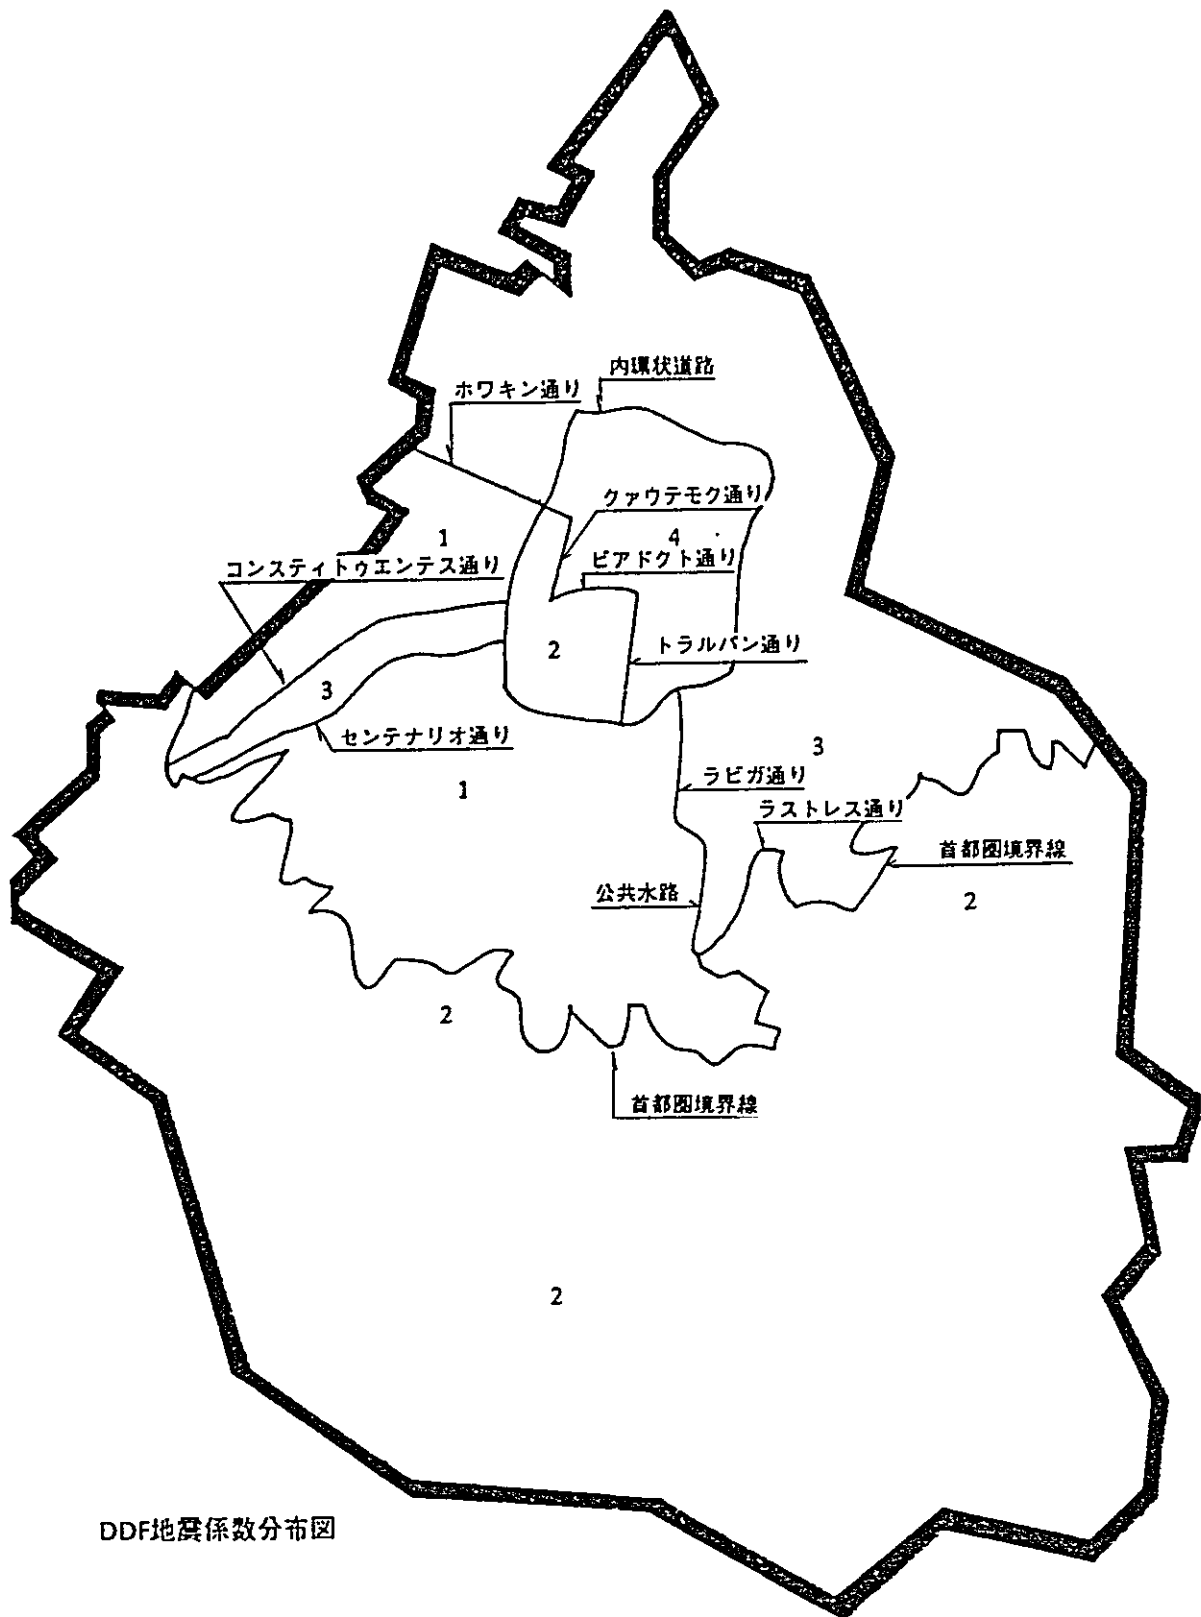 内環状道路
ホワキン通り
クァウテモク通り
1
4
ビアドクト通り
コンスティトゥエンテス通り
2
トラルパン通り
3
センテナリオ通り
3
1
ラビガ通り
ラストレス通り
首都圏境界線
公共水路
2
2
首都圏境界線
2
DDF地震係数分布図